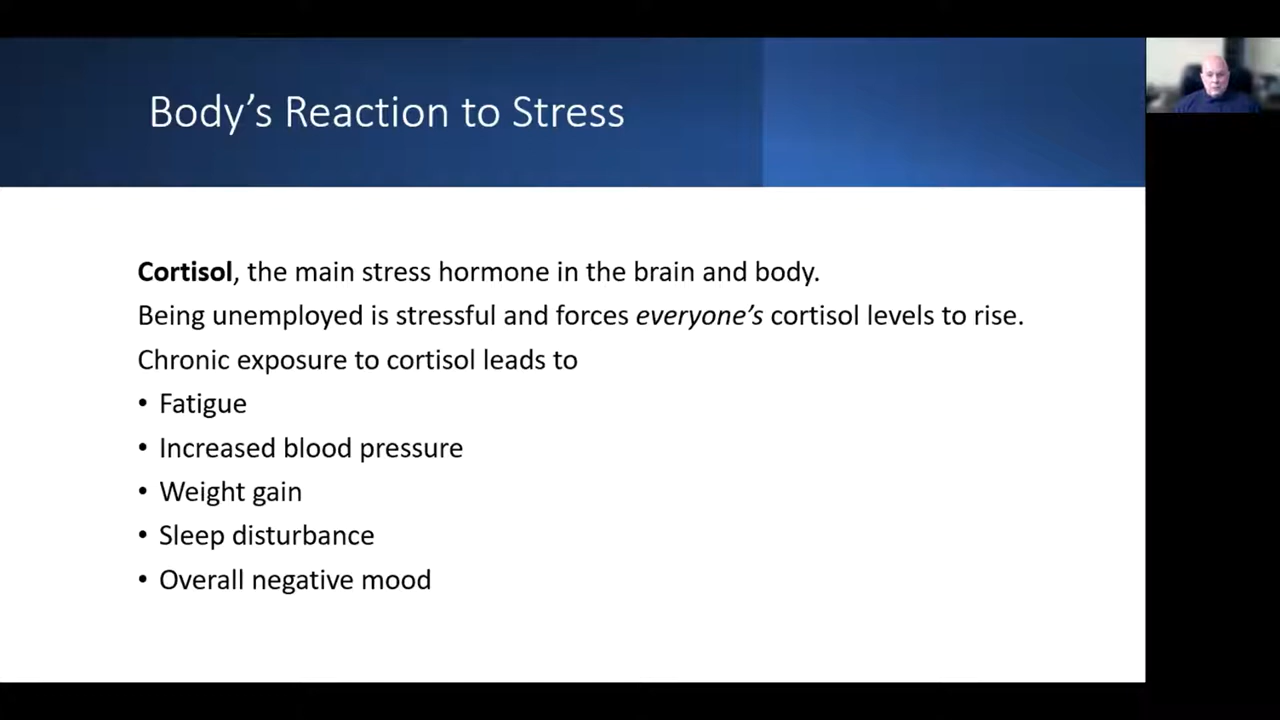 Body’s Reaction to Stress
Cortisol, the main stress hormone in the brain and body.
Being unemployed is stressful and forces everyone’s cortisol levels to rise.
Chronic exposure to cortisol leads to
• Fatigue
• Increased blood pressure
• Weight gain
• Sleep disturbance
• Overall negative mood